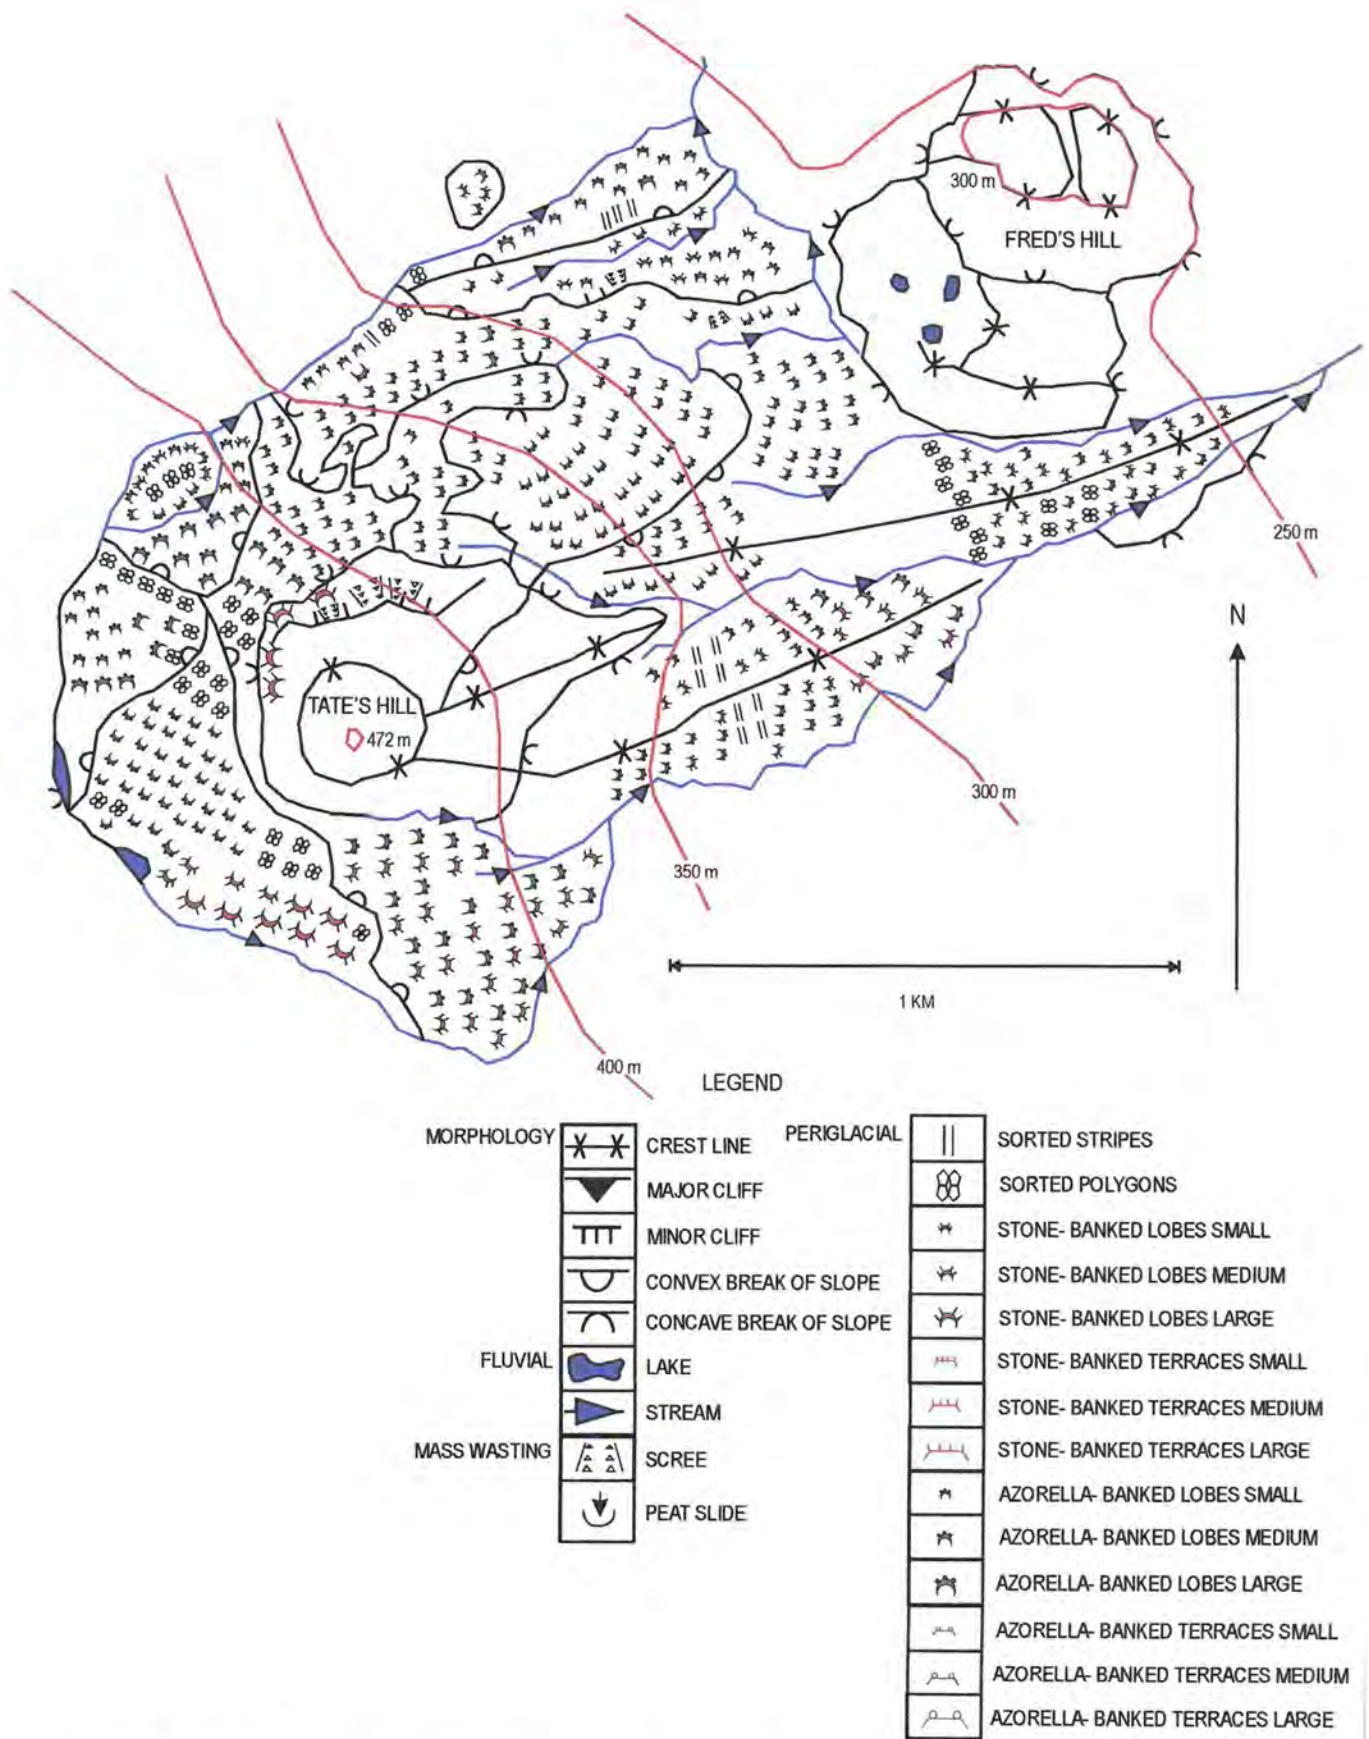 300 m
FRED'S HILL
250 m
N
TATE'S HILL
472 m
300 m
350 m
1 KM
400 m
LEGEND
MORPHOLOGY
CREST LINE
MAJOR CLIFF
MINOR CLIFF
CONVEX BREAK OF SLOPE
CONCAVE BREAK OF SLOPE
FLUVIAL
LAKE
STREAM
MASS WASTING
SCREE
PEAT SLIDE
PERIGLACIAL
SORTED STRIPES
SORTED POLYGONS
STONE- BANKED LOBES SMALL
STONE- BANKED LOBES MEDIUM
STONE- BANKED LOBES LARGE
STONE- BANKED TERRACES SMALL
STONE- BANKED TERRACES MEDIUM
STONE- BANKED TERRACES LARGE
AZORELLA- BANKED LOBES SMALL
AZORELLA- BANKED LOBES MEDIUM
AZORELLA- BANKED LOBES LARGE
AZORELLA- BANKED TERRACES SMALL
AZORELLA- BANKED TERRACES MEDIUM
AZORELLA- BANKED TERRACES LARGE